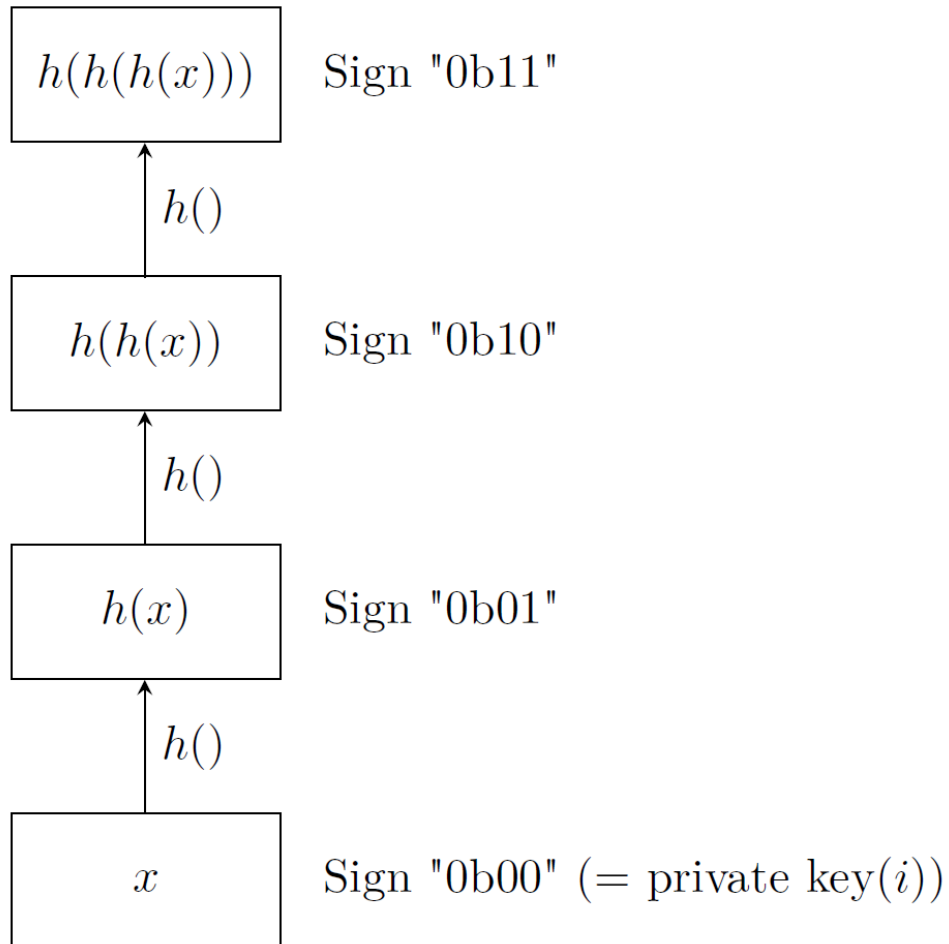 h(h(h(x))) Sign "0b11"
h()
h(h(x)) Sign "0b10"
h()
h(x) Sign "0b01"
h()
x Sign "0b00" (= private key(i))